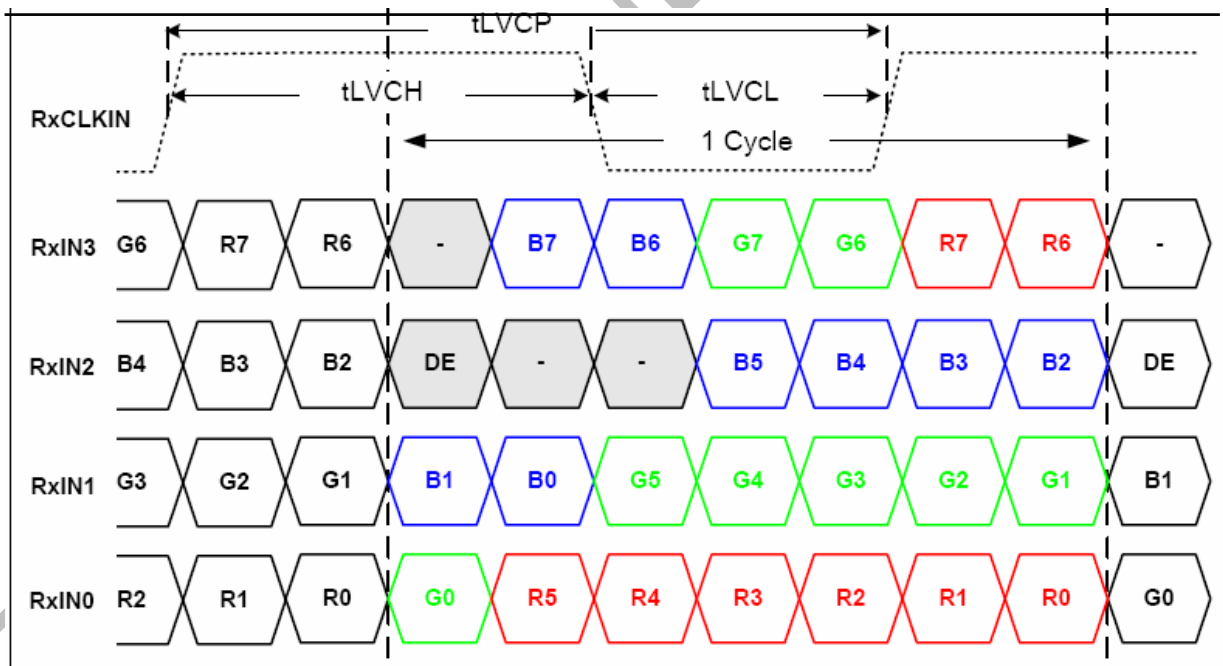 tLVCP
tLVCH tLVCL
RxCLKIN
1 Cycle
RxIN3 G6 R7 R6 - B7 B6 G7 G6 R7 R6 -
RxIN2 B4 B3 B2 DE - - B5 B4 B3 B2 DE
RxIN1 G3 G2 G1 B1 B0 G5 G4 G3 G2 G1 B1
RxIN0 R2 R1 R0 G0 R5 R4 R3 R2 R1 R0 G0